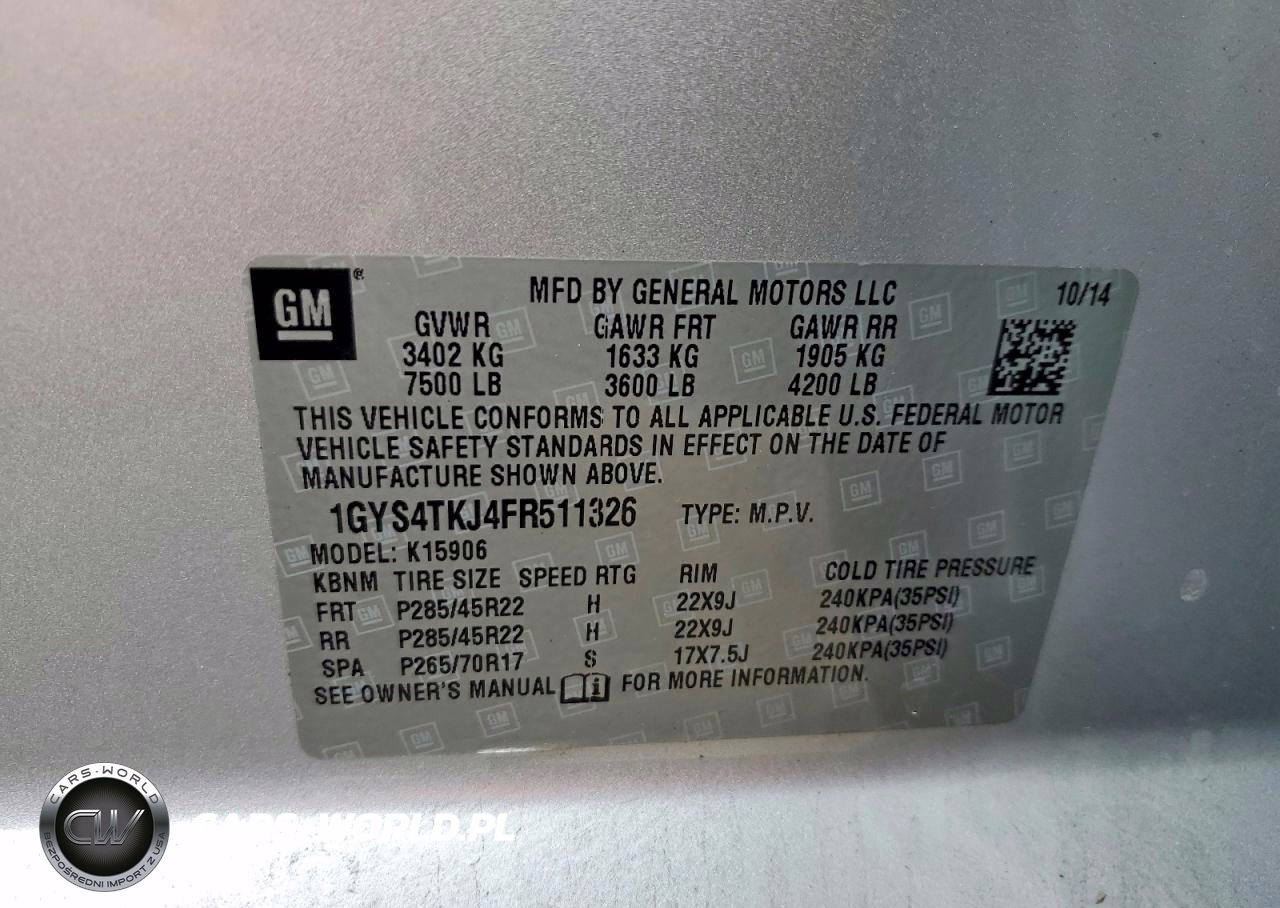 GM ®
MFD BY GENERAL MOTORS LLC 10/14
GVWR GAWR FRT GAWR RR
3402 KG 1633 KG 1905 KG
7500 LB 3600 LB 4200 LB
THIS VEHICLE CONFORMS TO ALL APPLICABLE U.S. FEDERAL MOTOR
VEHICLE SAFETY STANDARDS IN EFFECT ON THE DATE OF
MANUFACTURE SHOWN ABOVE.
1GYS4TKJ4FR511326 TYPE: M.P.V.
MODEL: K15906
KBNM TIRE SIZE SPEED RTG RIM COLD TIRE PRESSURE
FRT P285/45R22 H 22X9J 240KPA(35PSI)
RR P285/45R22 H 22X9J 240KPA(35PSI)
SPA P265/70R17 S 17X7.5J 240KPA(35PSI)
SEE OWNER'S MANUAL FOR MORE INFORMATION.
CARS-WORLD
CW
BEZPOŚREDNI IMPORT Z USA
CARS-WORLD.PL